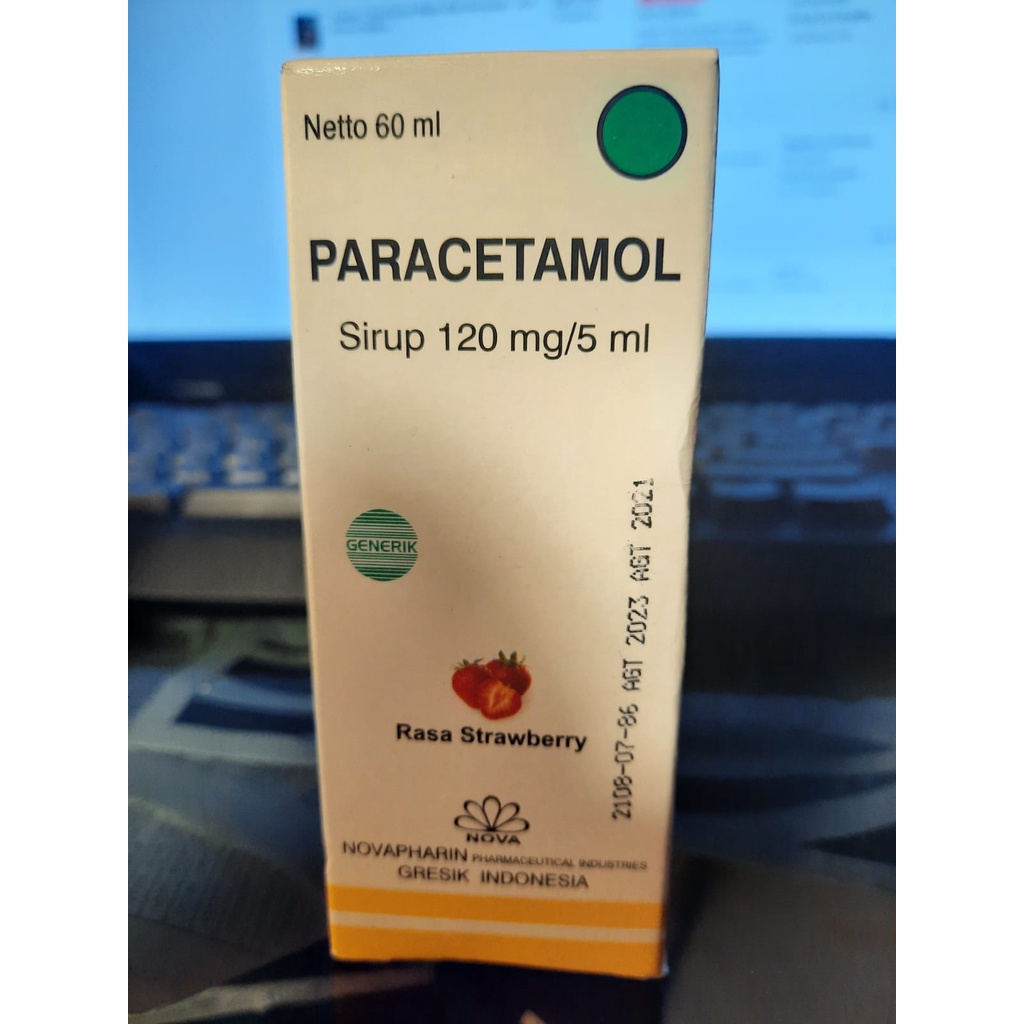 Netto 60 ml
PARACETAMOL
Sirup 120 mg/5 ml
GENERIK
Rasa Strawberry
2108-07-86 AGT 2023 AGT 2021
NOVA
NOVAPHARIN PHARMACEUTICAL INDUSTRIES
GRESIK INDONESIA